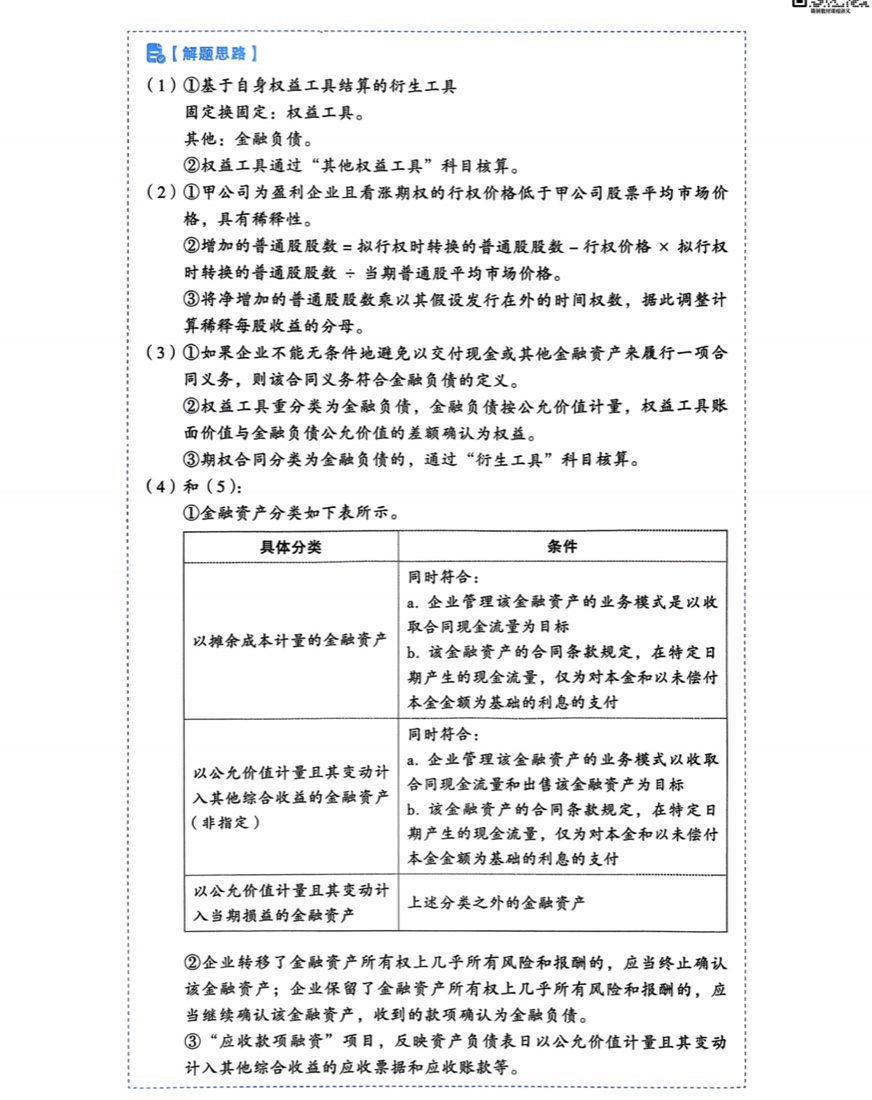 【解题思路】
（1）①基于自身权益工具结算的衍生工具
固定换固定：权益工具。
其他：金融负债。
②权益工具通过“其他权益工具”科目核算。
（2）①甲公司为盈利企业且看涨期权的行权价格低于甲公司股票平均市场价
格，具有稀释性。
②增加的普通股股数＝拟行权时转换的普通股股数－行权价格 × 拟行权
时转换的普通股股数 ÷ 当期普通股平均市场价格。
③将净增加的普通股股数乘以其假设发行在外的时间权数，据此调整计
算稀释每股收益的分母。
（3）①如果企业不能无条件地避免以交付现金或其他金融资产来履行一项合
同义务，则该合同义务符合金融负债的定义。
②权益工具重分类为金融负债，金融负债按公允价值计量，权益工具账
面价值与金融负债公允价值的差额确认为权益。
③期权合同分类为金融负债的，通过“衍生工具”科目核算。
（4）和（5）：
①金融资产分类如下表所示。
具体分类
条件
以摊余成本计量的金融资产
同时符合：
a. 企业管理该金融资产的业务模式是以收
取合同现金流量为目标
b. 该金融资产的合同条款规定，在特定日
期产生的现金流量，仅为对本金和以未偿付
本金金额为基础的利息的支付
以公允价值计量且其变动计
入其他综合收益的金融资产
（非指定）
同时符合：
a. 企业管理该金融资产的业务模式以收取
合同现金流量和出售该金融资产为目标
b. 该金融资产的合同条款规定，在特定日
期产生的现金流量，仅为对本金和以未偿付
本金金额为基础的利息的支付
以公允价值计量且其变动计
入当期损益的金融资产
上述分类之外的金融资产
②企业转移了金融资产所有权上几乎所有风险和报酬的，应当终止确认
该金融资产；企业保留了金融资产所有权上几乎所有风险和报酬的，应
当继续确认该金融资产，收到的款项确认为金融负债。
③“应收款项融资”项目，反映资产负债表日以公允价值计量且其变动
计入其他综合收益的应收票据和应收账款等。